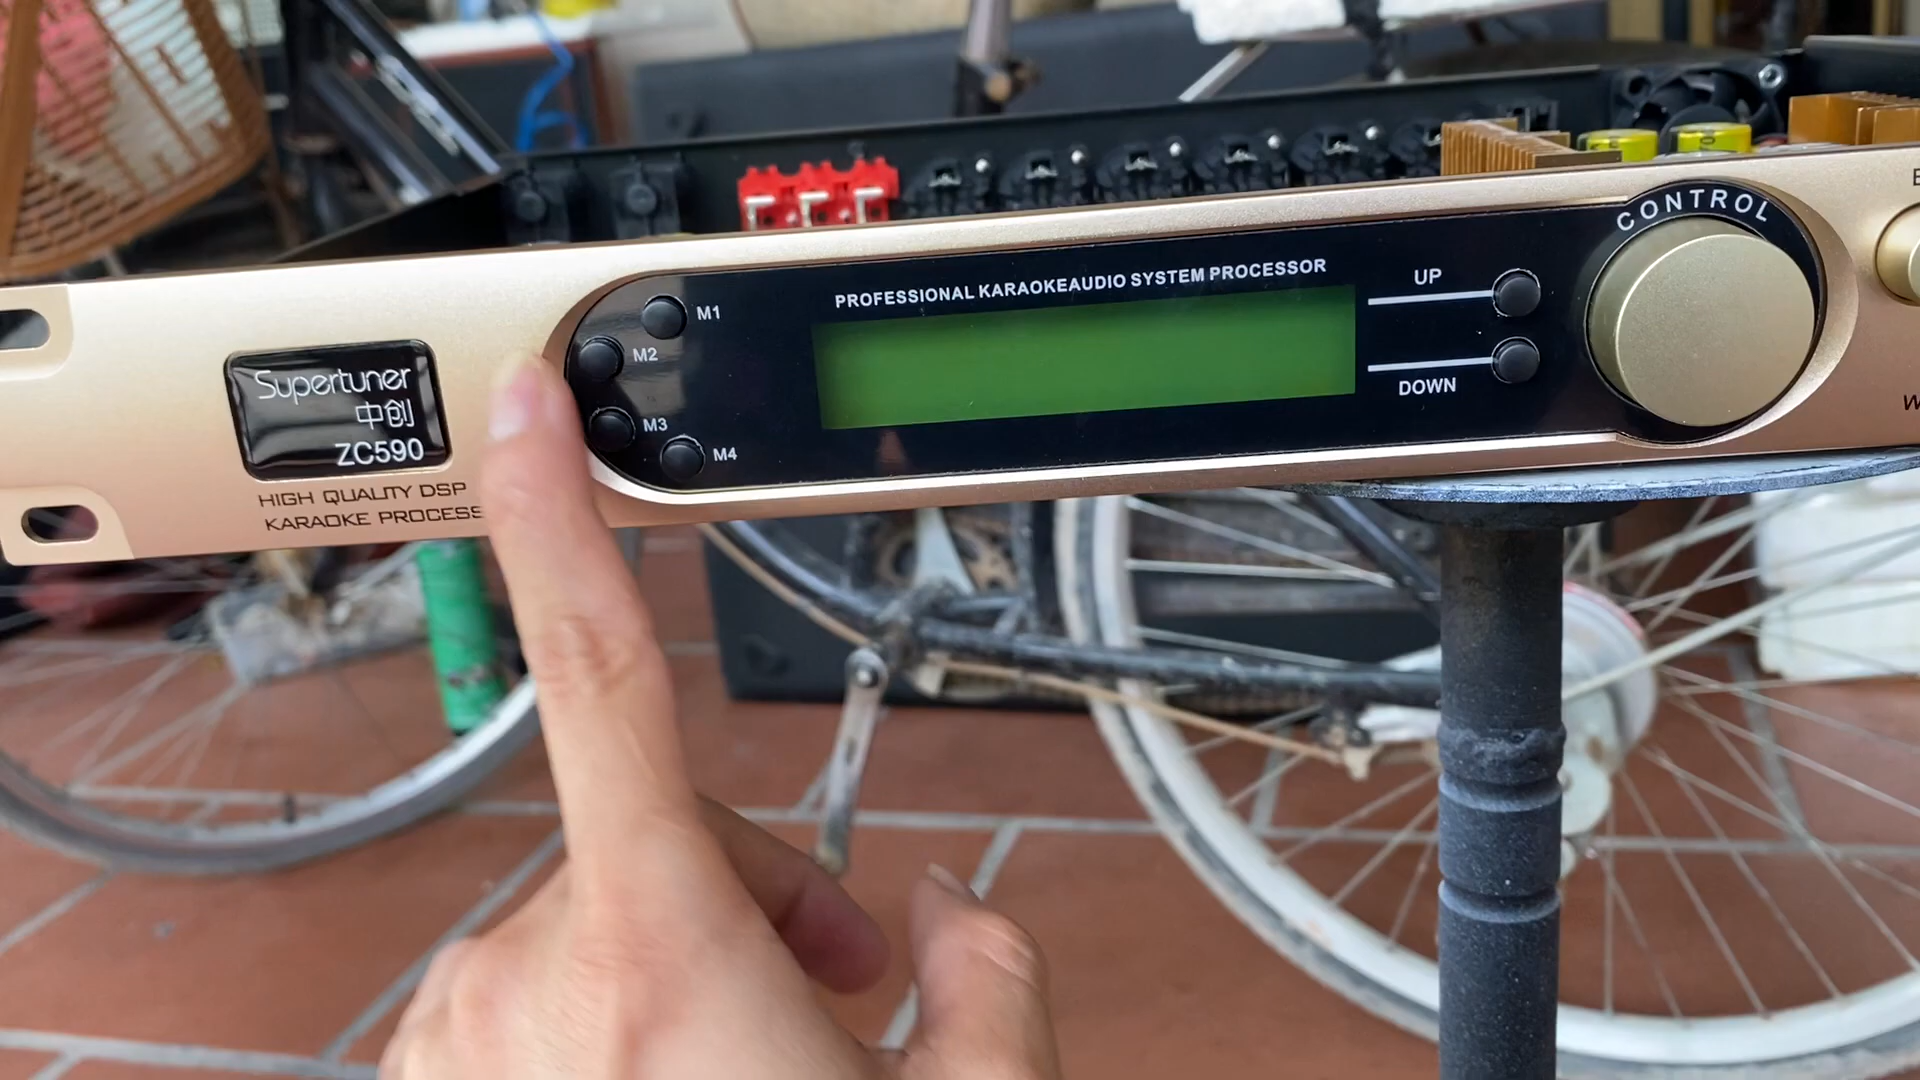 Supertuner
中创
ZC590
HIGH QUALITY DSP
KARAOKE PROCESS
M1
M2
M3
M4
PROFESSIONAL KARAOKEAUDIO SYSTEM PROCESSOR
UP
DOWN
CONTROL